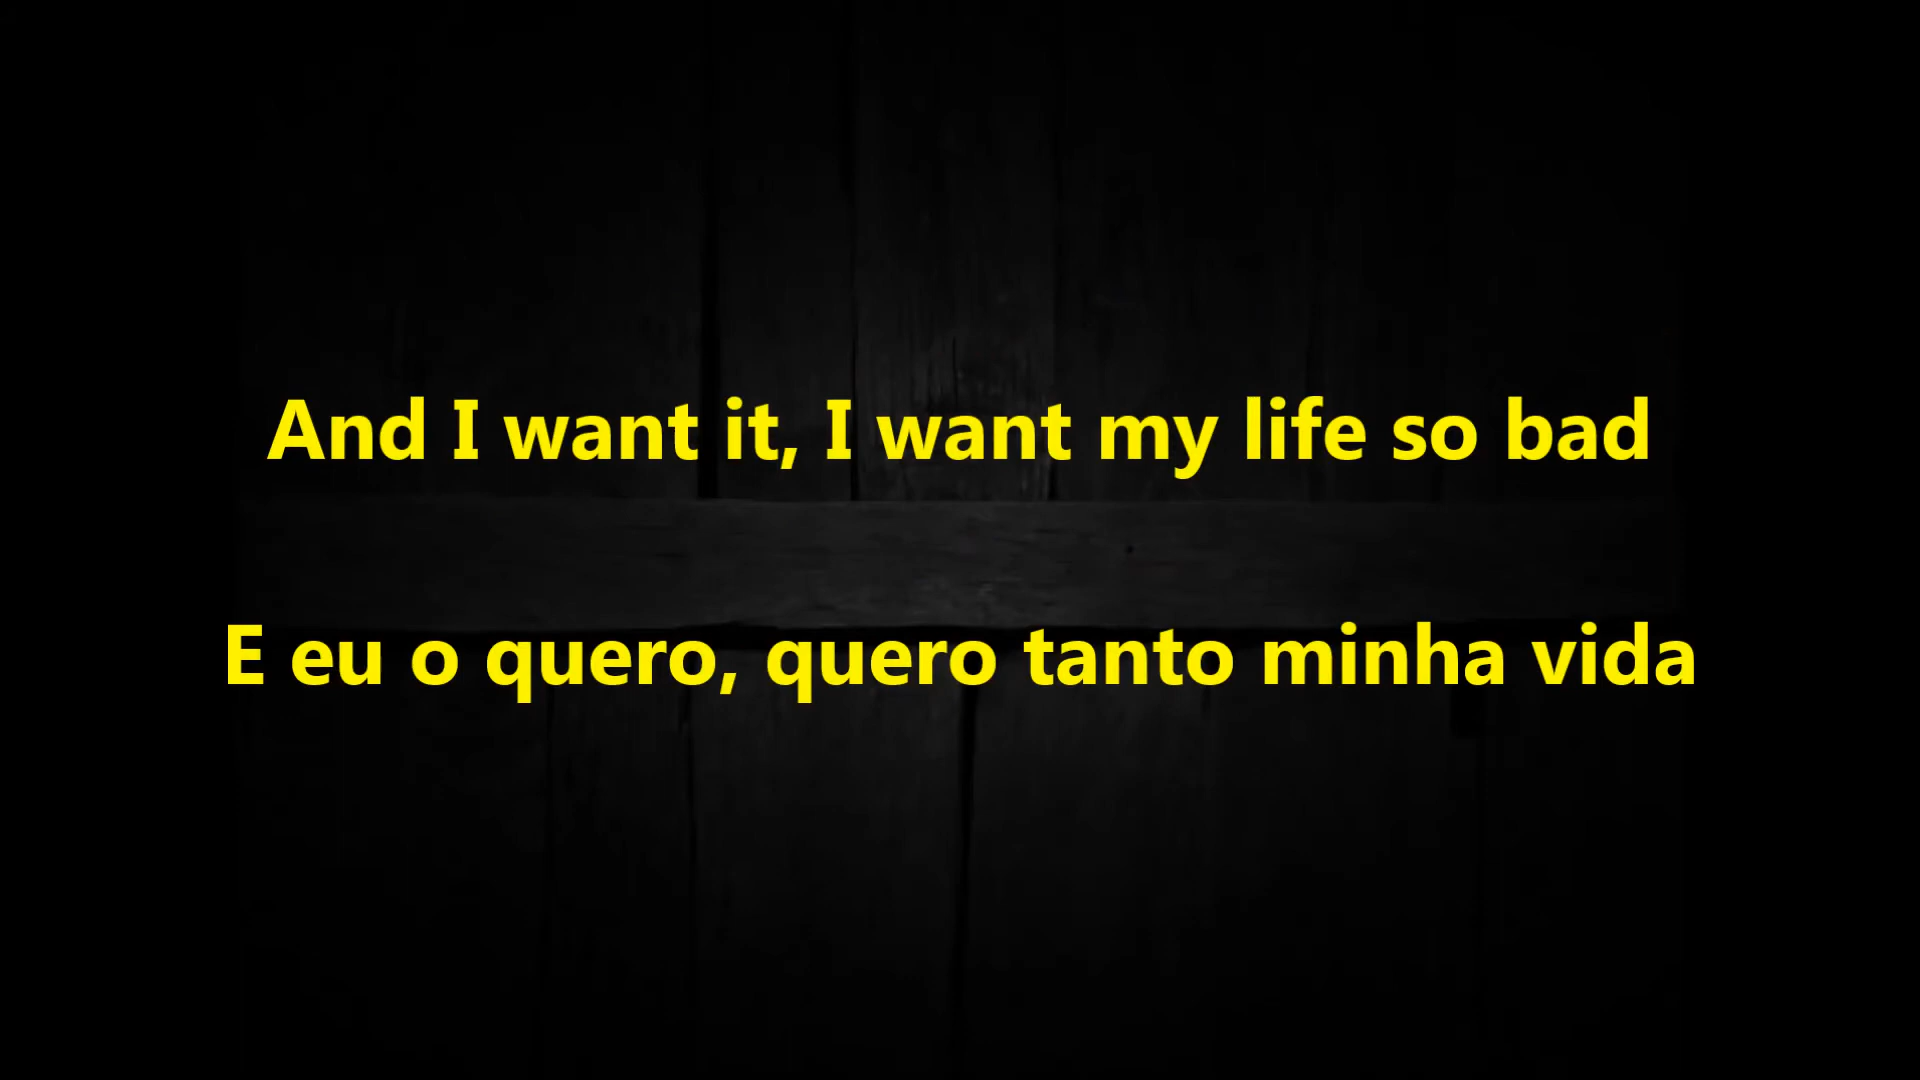 And I want it, I want my life so bad
E eu o quero, quero tanto minha vida